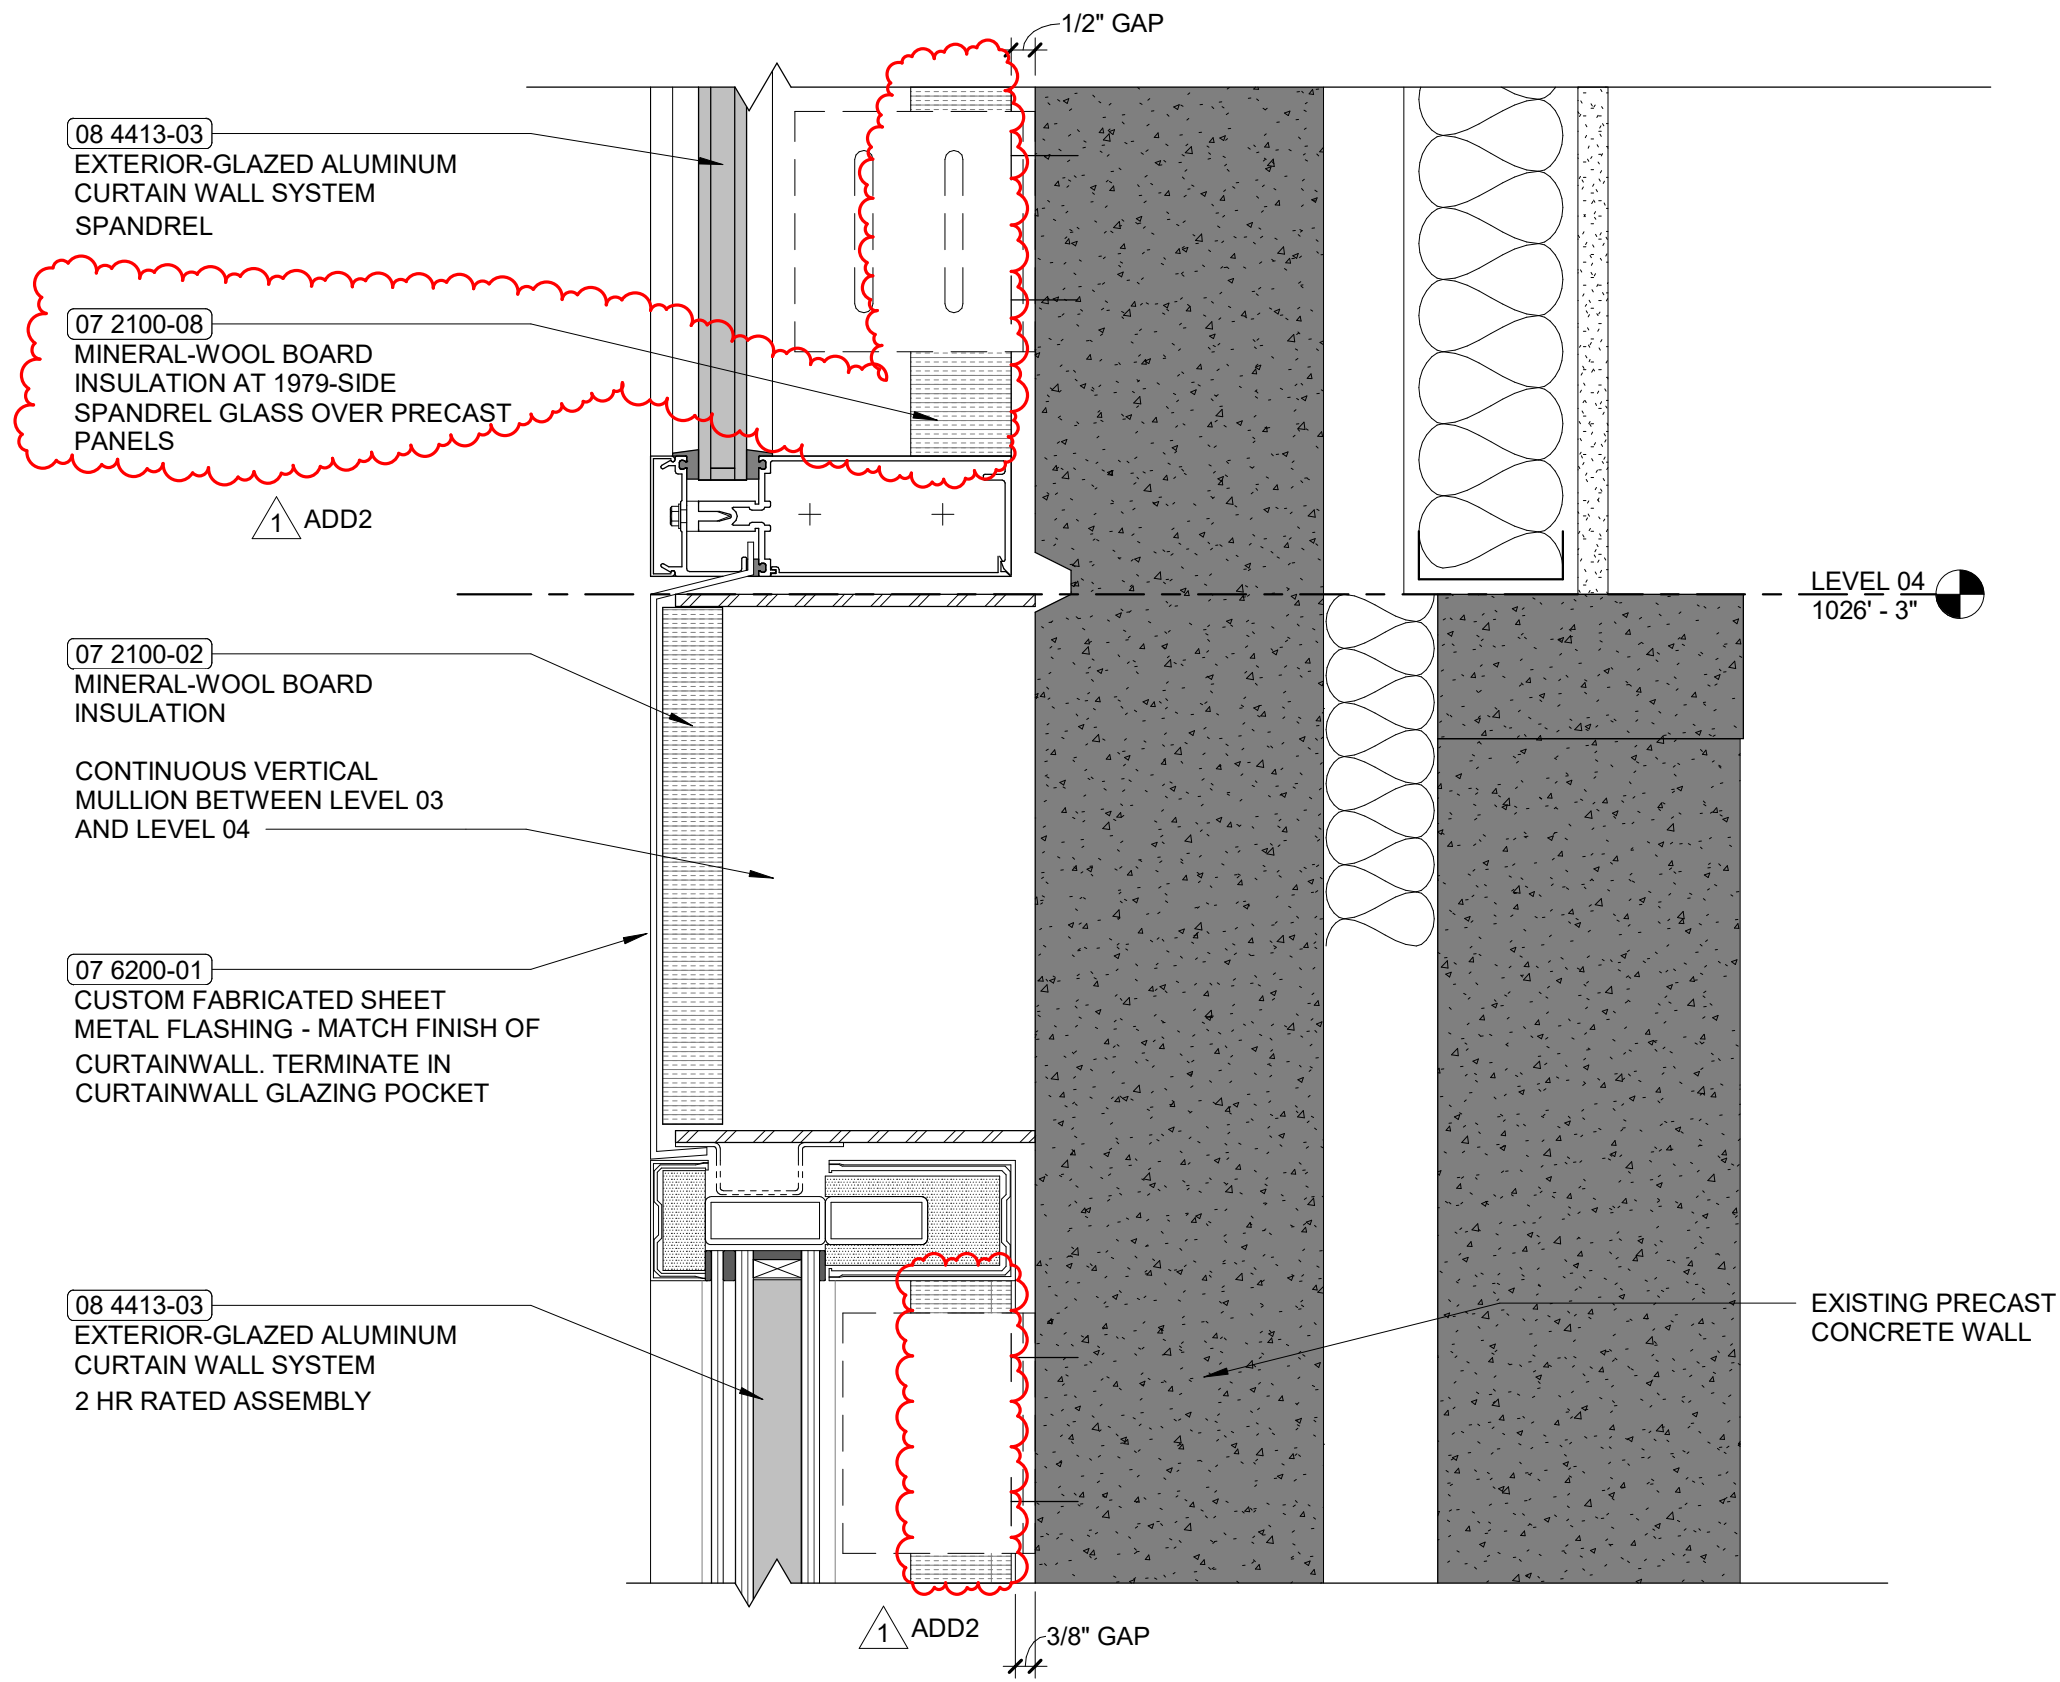 1/2" GAP
08 4413-03
EXTERIOR-GLAZED ALUMINUM
CURTAIN WALL SYSTEM
SPANDREL
07 2100-08
MINERAL-WOOL BOARD
INSULATION AT 1979-SIDE
SPANDREL GLASS OVER PRECAST
PANELS
1 ADD2
LEVEL 04
1026' - 3"
07 2100-02
MINERAL-WOOL BOARD
INSULATION
CONTINUOUS VERTICAL
MULLION BETWEEN LEVEL 03
AND LEVEL 04
07 6200-01
CUSTOM FABRICATED SHEET
METAL FLASHING - MATCH FINISH OF
CURTAINWALL. TERMINATE IN
CURTAINWALL GLAZING POCKET
08 4413-03
EXTERIOR-GLAZED ALUMINUM
CURTAIN WALL SYSTEM
2 HR RATED ASSEMBLY
EXISTING PRECAST
CONCRETE WALL
1 ADD2
3/8" GAP